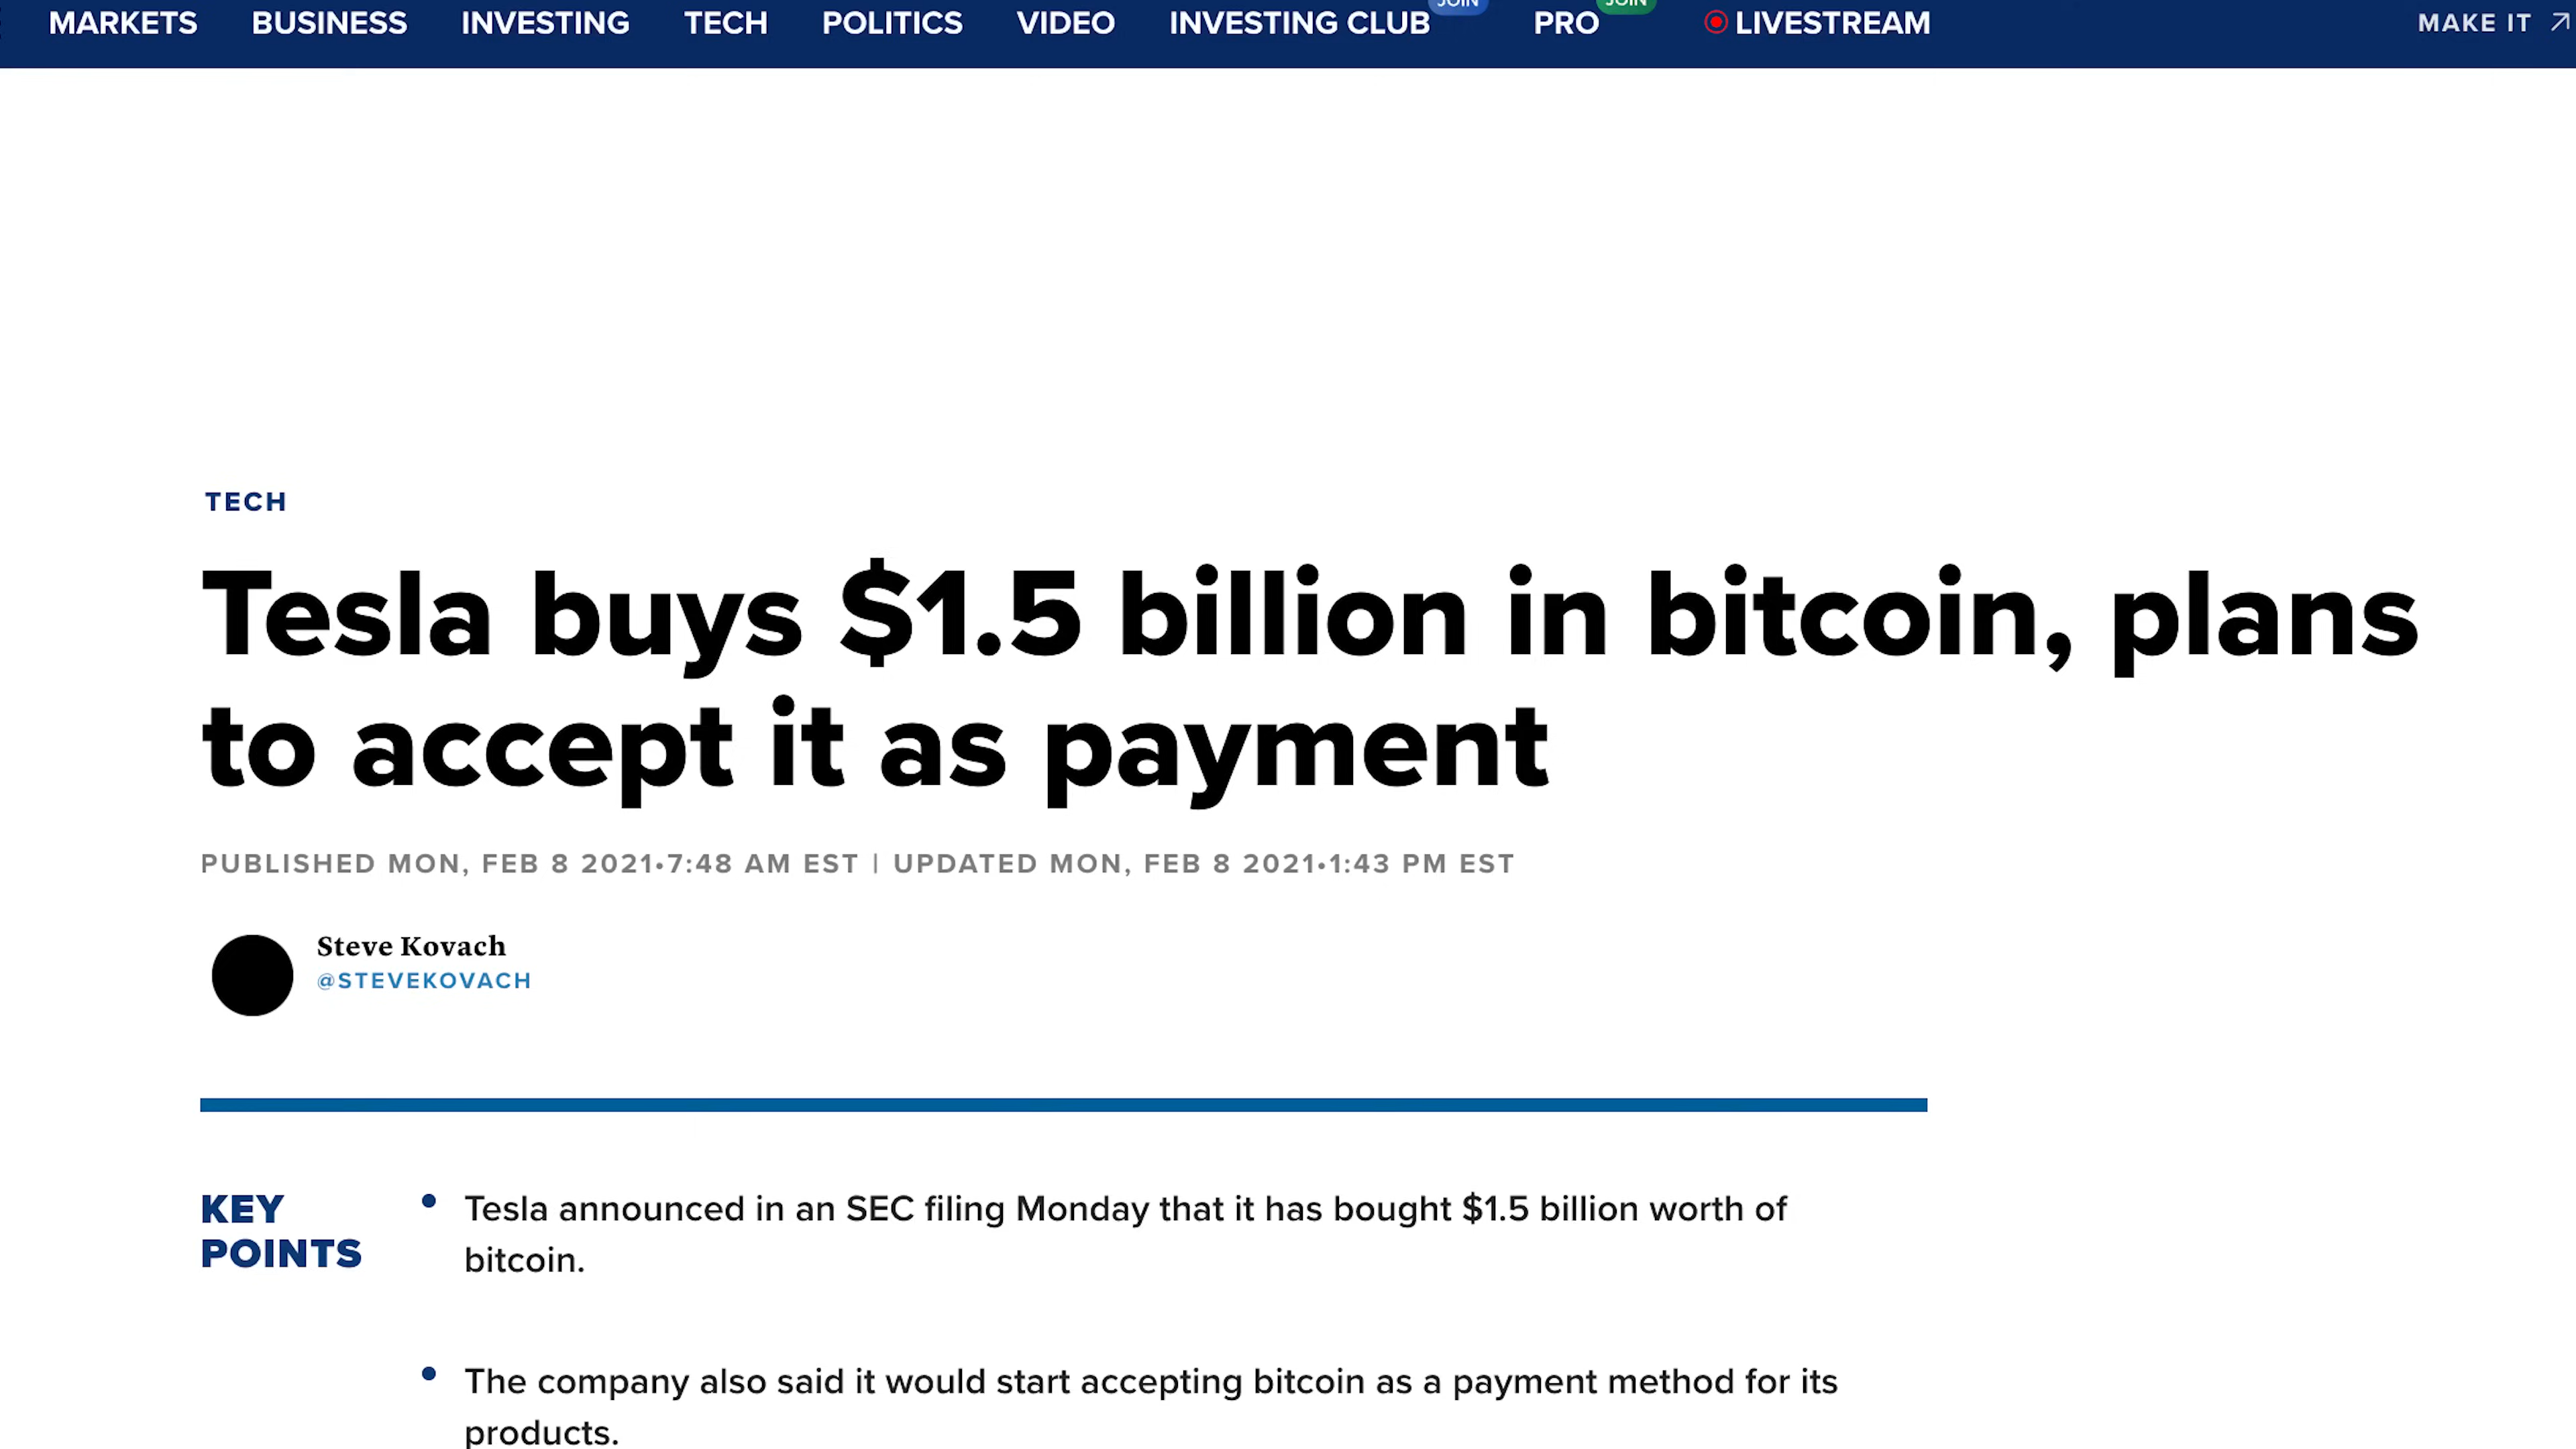 JOIN JOIN
MARKETS BUSINESS INVESTING TECH POLITICS VIDEO INVESTING CLUB PRO LIVESTREAM MAKE IT
TECH
Tesla buys $1.5 billion in bitcoin, plans
to accept it as payment
PUBLISHED MON, FEB 8 2021•7:48 AM EST | UPDATED MON, FEB 8 2021•1:43 PM EST
Steve Kovach
@STEVEKOVACH
KEY
POINTS
• Tesla announced in an SEC filing Monday that it has bought $1.5 billion worth of
bitcoin.
• The company also said it would start accepting bitcoin as a payment method for its
products.